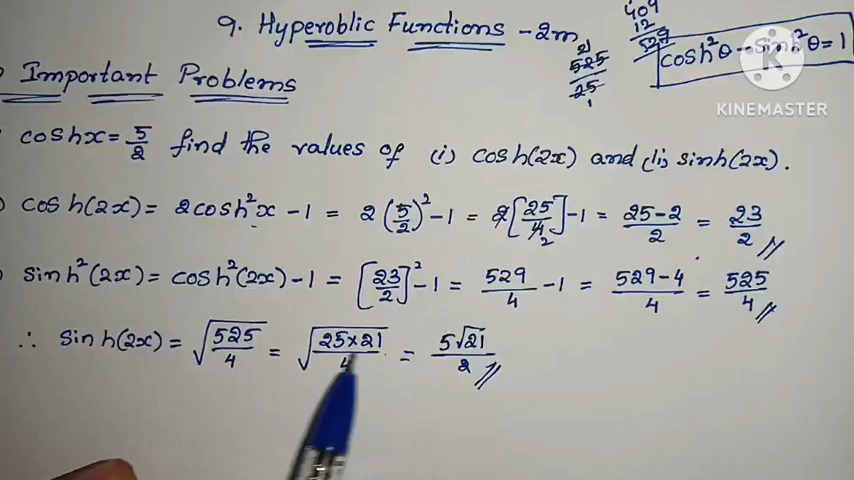 9. Hyperoblic Functions - 2m
409
12
529
21
525
25
1
cosh²θ - sinh²θ = 1
KINEMASTER
Important Problems
coshx = 5/2 find the values of (i) cosh(2x) and (ii) sinh(2x).
cosh(2x) = 2cosh²x - 1 = 2(5/2)² - 1 = 2[25/4 2] - 1 = 25-2/2 = 23/2
sinh²(2x) = cosh²(2x) - 1 = [23/2]² - 1 = 529/4 - 1 = 529-4/4 = 525/4
∴ sinh(2x) = √525/4 = √25×21/4 = 5√21/2